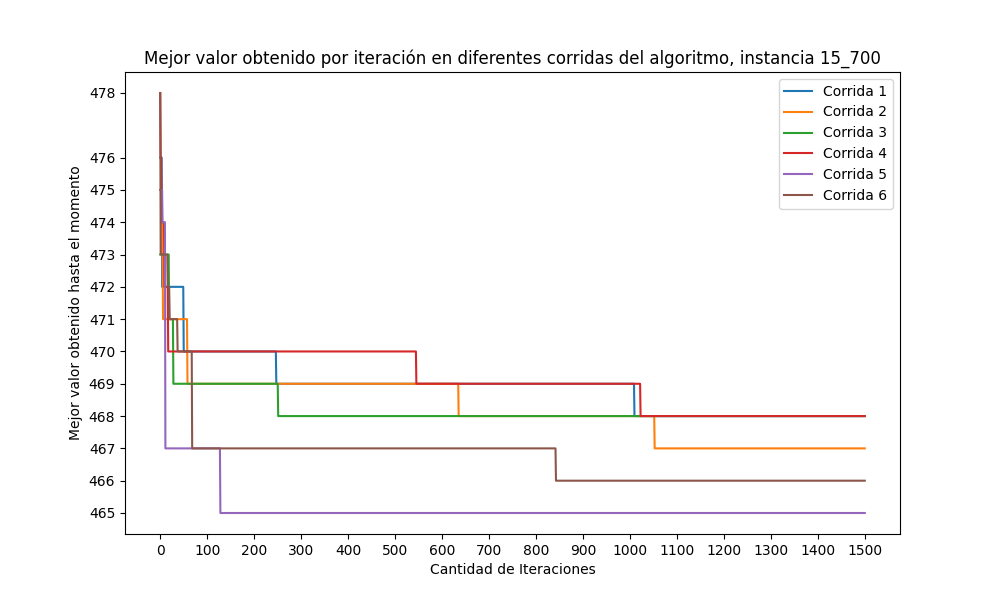 Mejor valor obtenido por iteración en diferentes corridas del algoritmo, instancia 15_700
Corrida 1
Corrida 2
Corrida 3
Corrida 4
Corrida 5
Corrida 6
Mejor valor obtenido hasta el momento
478
476
475
474
473
472
471
470
469
468
467
466
465
0 100 200 300 400 500 600 700 800 900 1000 1100 1200 1300 1400 1500
Cantidad de Iteraciones